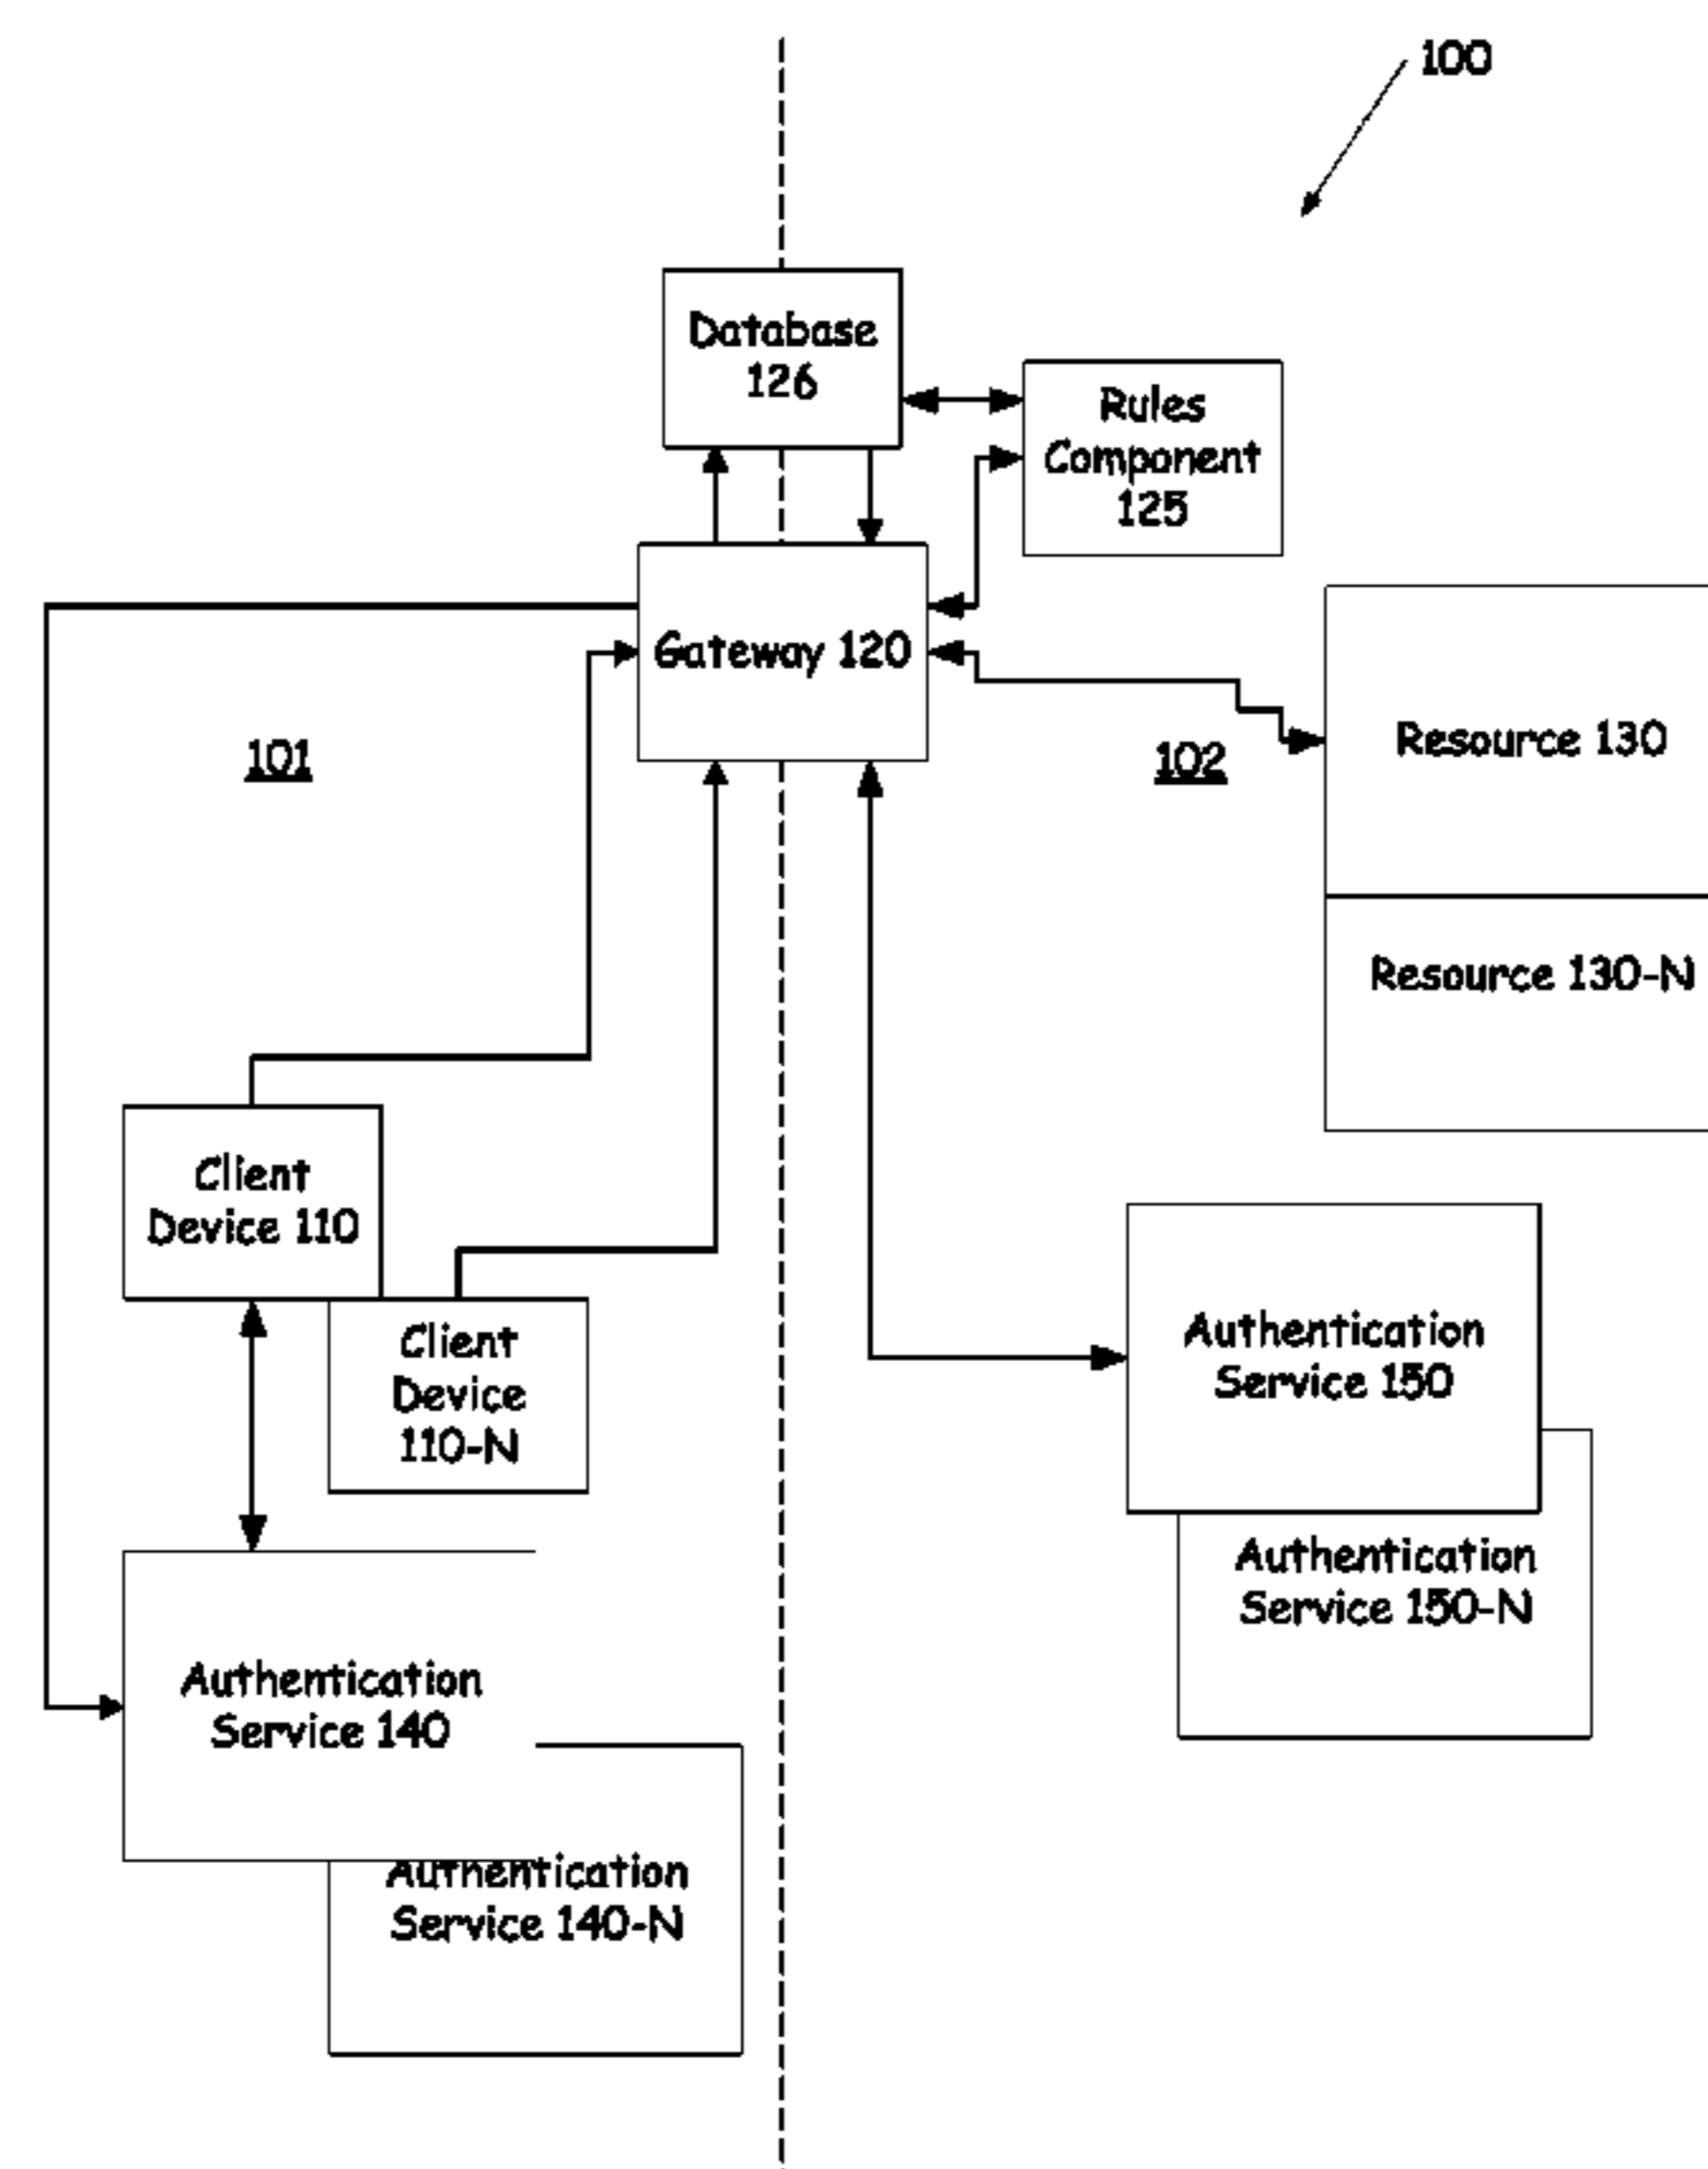 100
Database
126
Rules
Component
125
Gateway 120
101
102
Resource 130
Resource 130-N
Client
Device 110
Client
Device
110-N
Authentication
Service 150
Authentication
Service 150-N
Authentication
Service 140
Authentication
Service 140-N